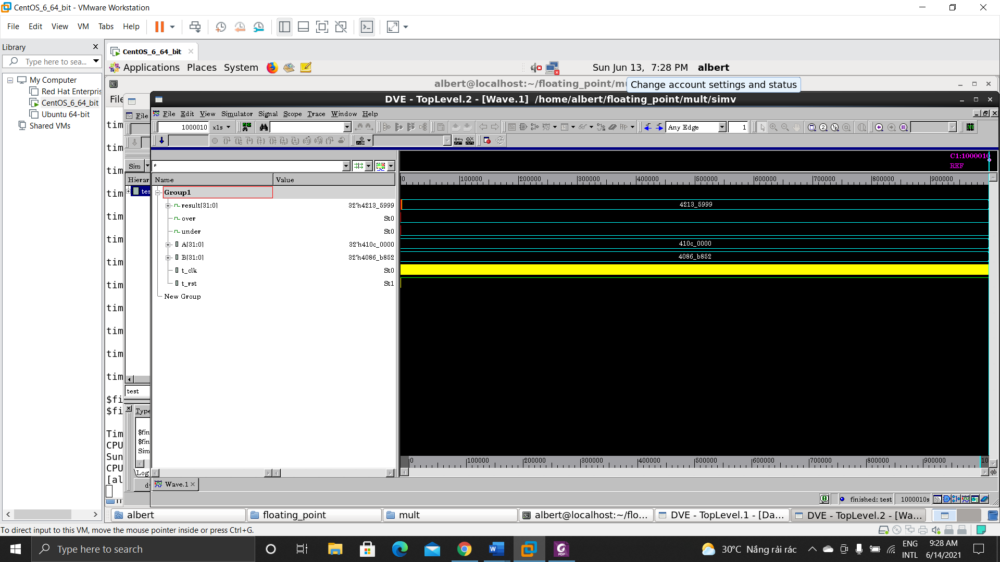 CentOS_6_64_bit - VMware Workstation
File Edit View VM Tabs Help
Library
Type here to sea...
My Computer
Red Hat Enterpris
CentOS_6_64_bit
Ubuntu 64-bit
Shared VMs
CentOS_6_64_bit
Applications Places System
Sun Jun 13, 7:28 PM albert
albert@localhost:~/floating_point/mu
Change account settings and status
File
DVE - TopLevel.2 - [Wave.1] /home/albert/floating_point/mult/simv
File
File Edit View Simulator Signal Scope Trace Window Help
1000010 x1s
Any Edge 1
C1:1000010
REF
Sim
*
Hierar
Name Value
0 100000 200000 300000 400000 500000 600000 700000 800000 900000
tes
Group1
result[31:0] 32'h4213_5999 4213_5999
over St0
under St0
A[31:0] 32'h410c_0000 410c_0000
B[31:0] 32'h4086_b852 4086_b852
t_clk St0
t_rst St1
New Group
tim
tim
tim
tim
tim
tim
tim
tim
tim
tim
tim
tim
test
$fi
$fi
Type
$fin
$fin
Sim
Tim
CPU
Sun
CPU
[al
Log
0 100000 200000 300000 400000 500000 600000 700000 800000 900000 10
Wave.1
finished: test 1000010s
albert
floating_point
mult
albert@localhost:~/flo...
DVE - TopLevel.1 - [Da...
DVE - TopLevel.2 - [Wa...
To direct input to this VM, move the mouse pointer inside or press Ctrl+G.
Type here to search
30°C Nắng rải rác
ENG
INTL
9:28 AM
6/14/2021